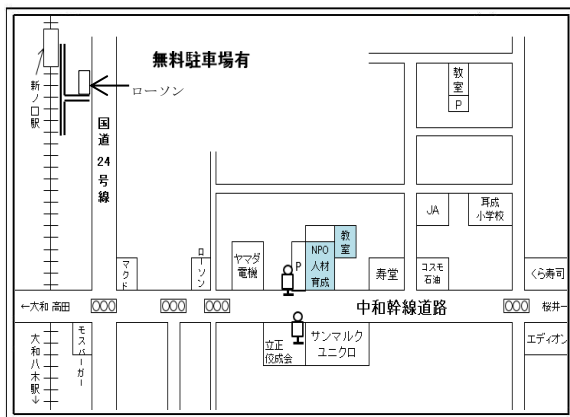 無料駐車場有
新ノ口駅
ローソン
国道24号線
教室
P
JA
耳成
小学校
教室
NPO
人材
育成
P
マクド
ローソン
ヤマダ
電機
寿堂
コスモ
石油
くら寿司
←大和高田
中和幹線道路
桜井
大和八木駅↓
モスバーガー
立正
佼成会
サンマルク
ユニクロ
エディオン